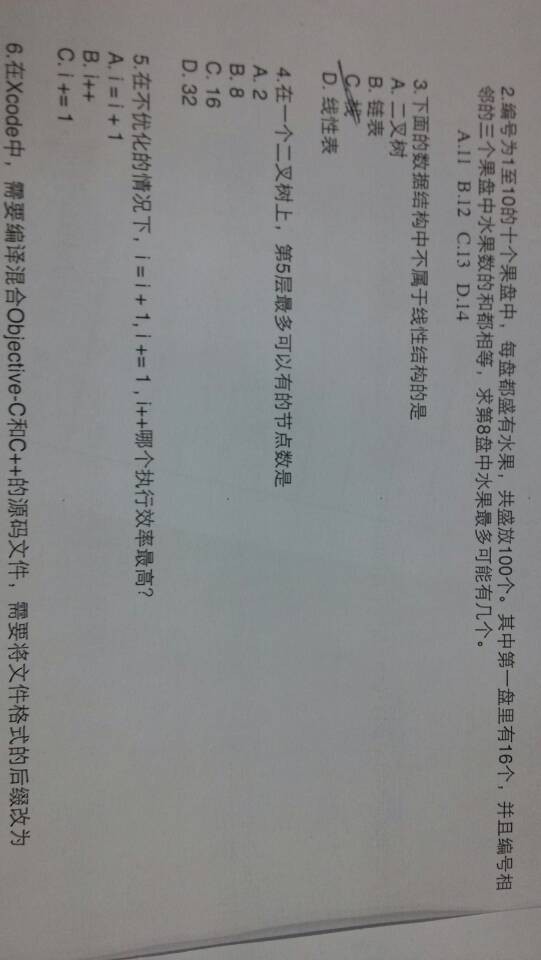 2.编号为1至10的十个果盘中，每盘都盛有水果，共盛放100个。其中第一盘里有16个，并且编号相
邻的三个果盘中水果数的和都相等，求第8盘中水果最多可能有几个。
A.11 B.12 C.13 D.14
3.下面的数据结构中不属于线性结构的是
A. 二叉树
B. 链表
C. 栈
D. 线性表
4.在一个二叉树上，第5层最多可以有的节点数是
A. 2
B. 8
C. 16
D. 32
5.在不优化的情况下，i = i + 1, i += 1 , i++哪个执行效率最高?
A. i = i + 1
B. i++
C. i += 1
6.在Xcode中，需要编译混合Objective-C和C++的源码文件，需要将文件格式的后缀改为